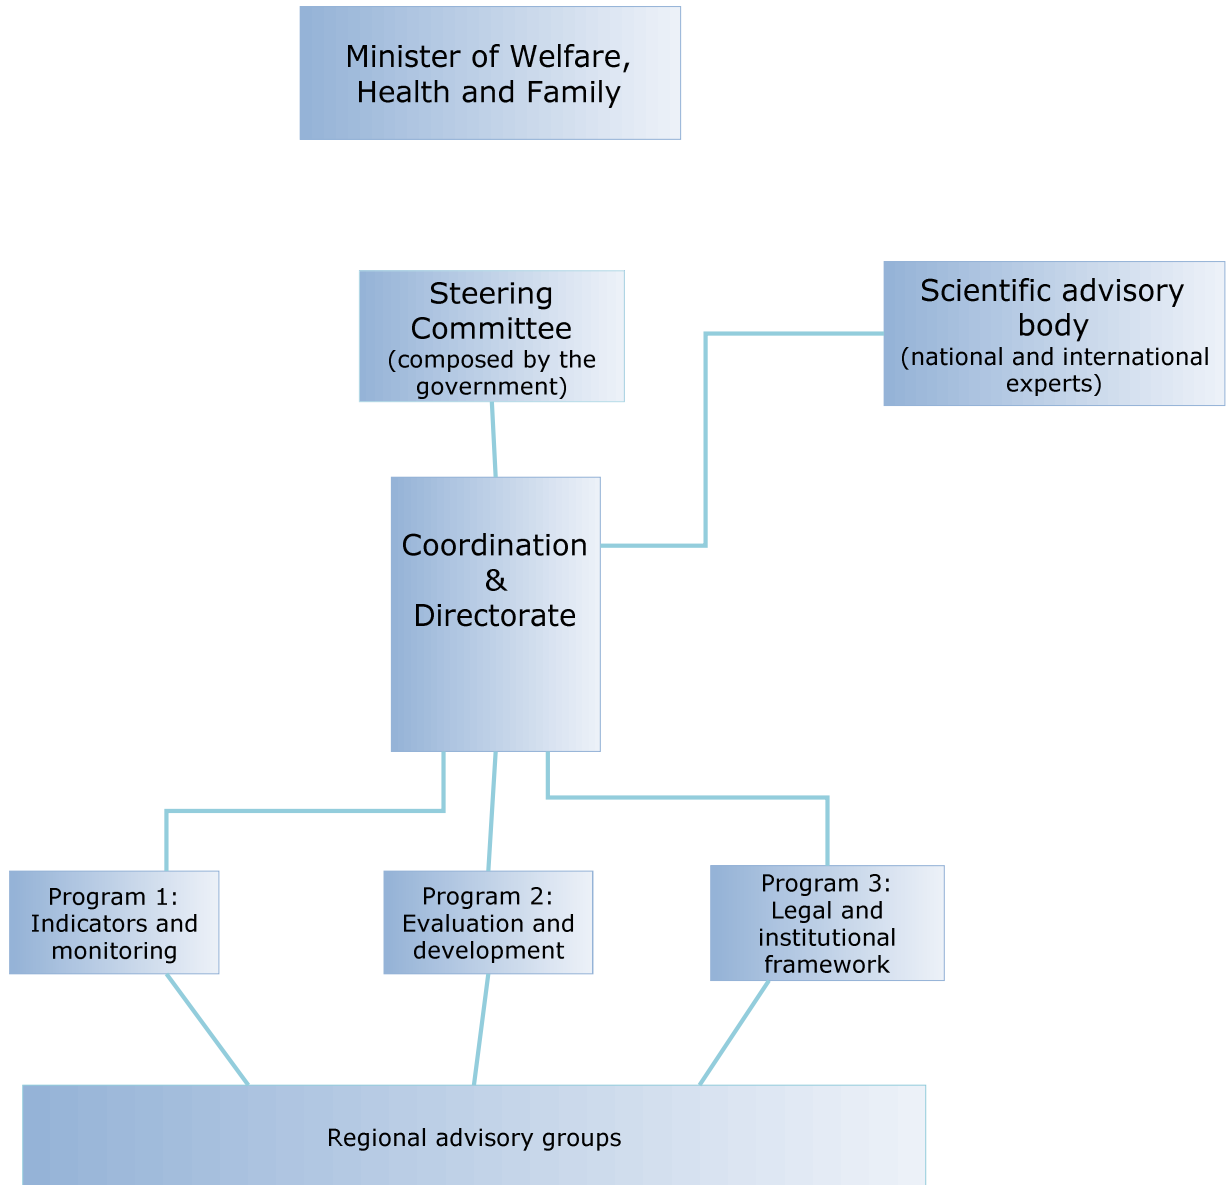 Minister of Welfare,
Health and Family
Steering
Committee
(composed by the
government)
Scientific advisory
body
(national and international
experts)
Coordination
&
Directorate
Program 1:
Indicators and
monitoring
Program 2:
Evaluation and
development
Program 3:
Legal and
institutional
framework
Regional advisory groups